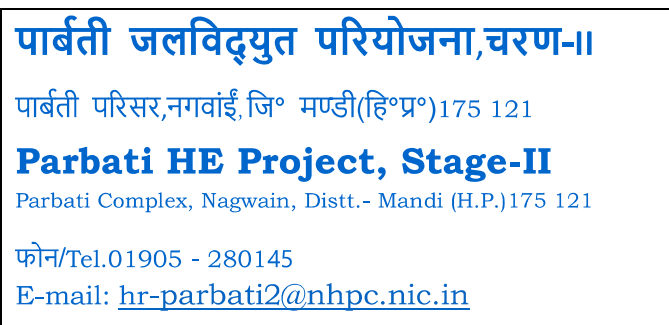 पार्बती जलविद्युत परियोजना,चरण-II
पार्बती परिसर,नगवांईं, जि° मण्डी(हि°प्र°)175 121
Parbati HE Project, Stage-II
Parbati Complex, Nagwain, Distt.- Mandi (H.P.)175 121
फोन/Tel.01905 - 280145
E-mail: hr-parbati2@nhpc.nic.in